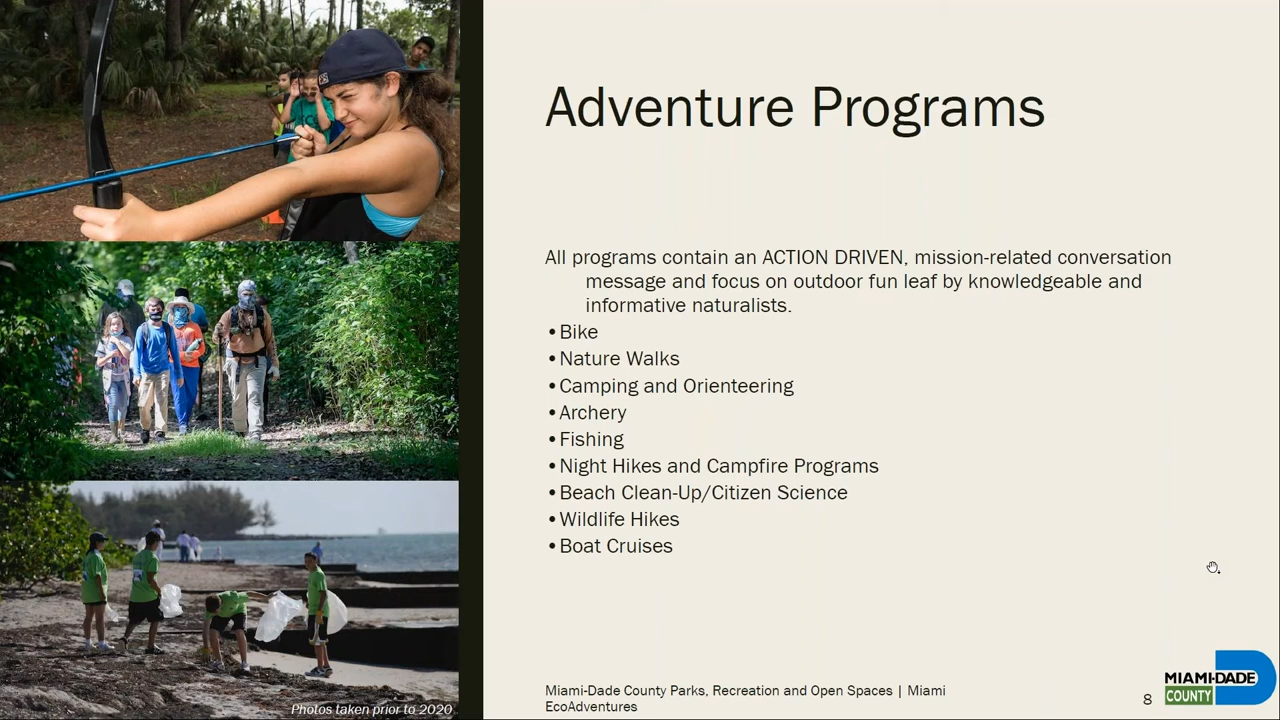 Adventure Programs
All programs contain an ACTION DRIVEN, mission-related conversation
message and focus on outdoor fun leaf by knowledgeable and
informative naturalists.
• Bike
• Nature Walks
• Camping and Orienteering
• Archery
• Fishing
• Night Hikes and Campfire Programs
• Beach Clean-Up/Citizen Science
• Wildlife Hikes
• Boat Cruises
Photos taken prior to 2020
Miami-Dade County Parks, Recreation and Open Spaces | Miami
EcoAdventures
8
MIAMI-DADE
COUNTY